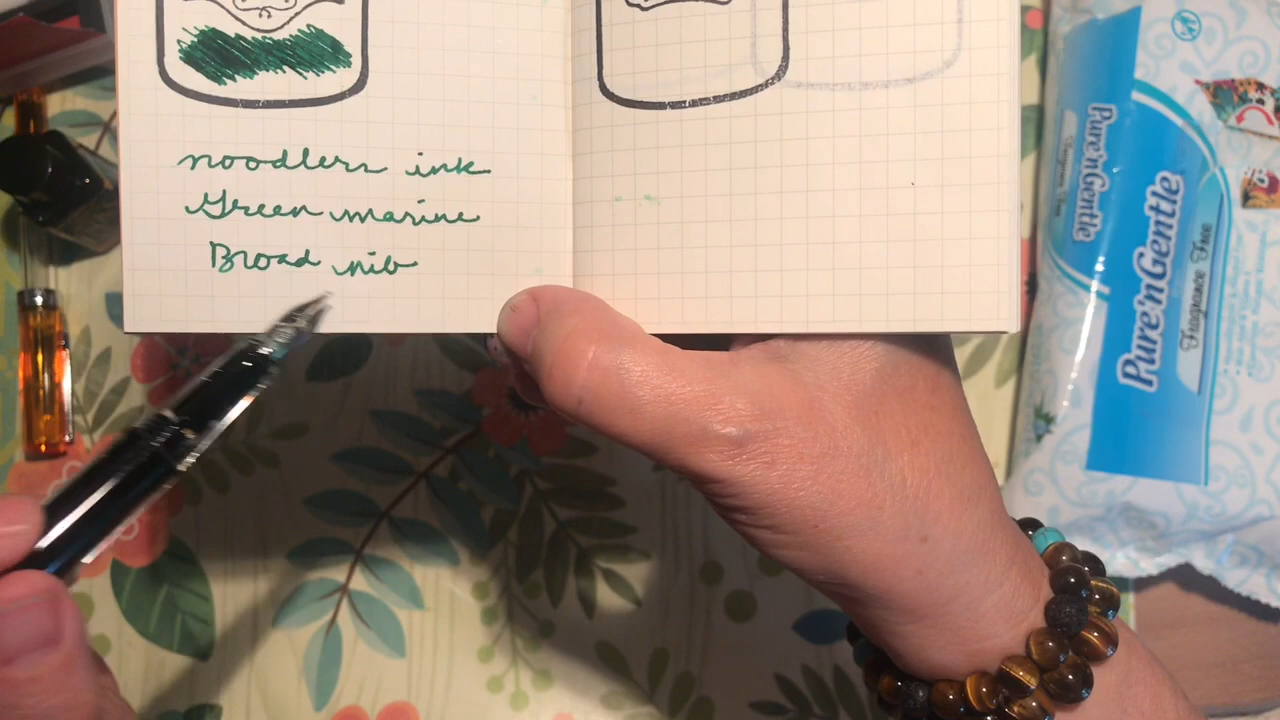 noodlers ink
Green marine
Broad nib
Pure'n Gentle
Fragrance Free
Pure'n Gentle